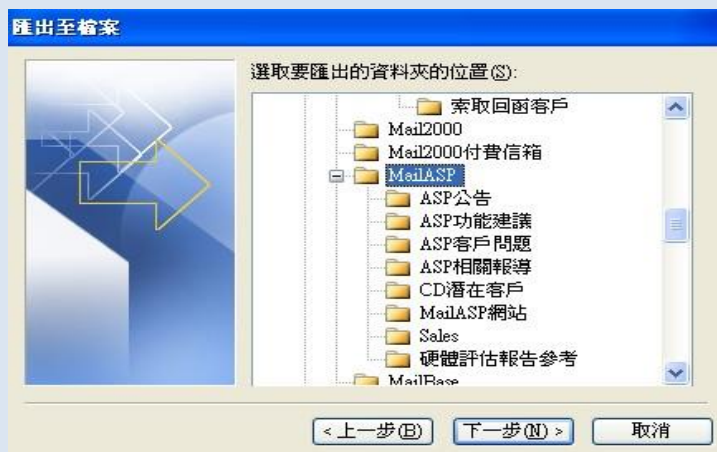 匯出至檔案
選取要匯出的資料夾的位置(S):
索取回函客戶
Mail2000
Mail2000付費信箱
MailASP
ASP公告
ASP功能建議
ASP客戶問題
ASP相關報導
CD潛在客戶
MailASP網站
Sales
硬體評估報告參考
MailBase
<上一步(B)
下一步(N)>
取消